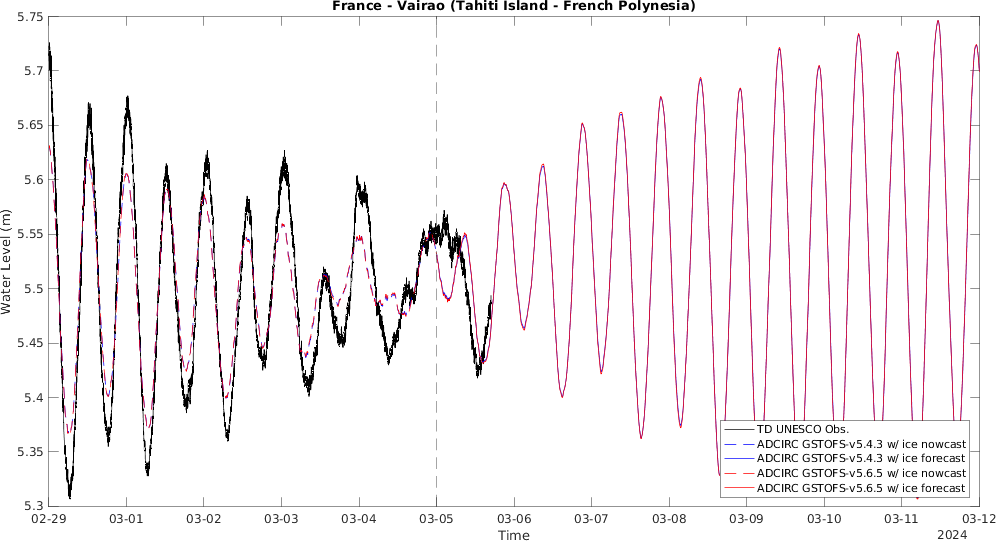 France - Vairao (Tahiti Island - French Polynesia)
5.75
5.7
5.65
5.6
5.55
5.5
5.45
5.4
5.35
5.3
Water Level (m)
TD UNESCO Obs.
ADCIRC GSTOFS-v5.4.3 w/ ice nowcast
ADCIRC GSTOFS-v5.4.3 w/ ice forecast
ADCIRC GSTOFS-v5.6.5 w/ ice nowcast
ADCIRC GSTOFS-v5.6.5 w/ ice forecast
02-29 03-01 03-02 03-03 03-04 03-05 03-06 03-07 03-08 03-09 03-10 03-11 03-12
Time
2024